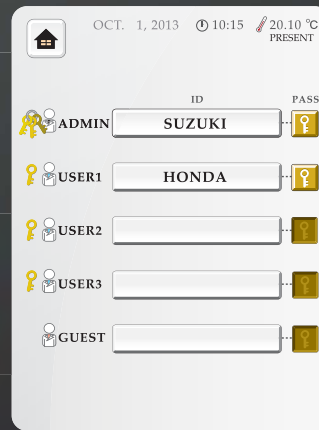 OCT. 1, 2013 10:15 20.10 ℃
PRESENT
ID PASS
ADMIN SUZUKI
USER1 HONDA
USER2
USER3
GUEST